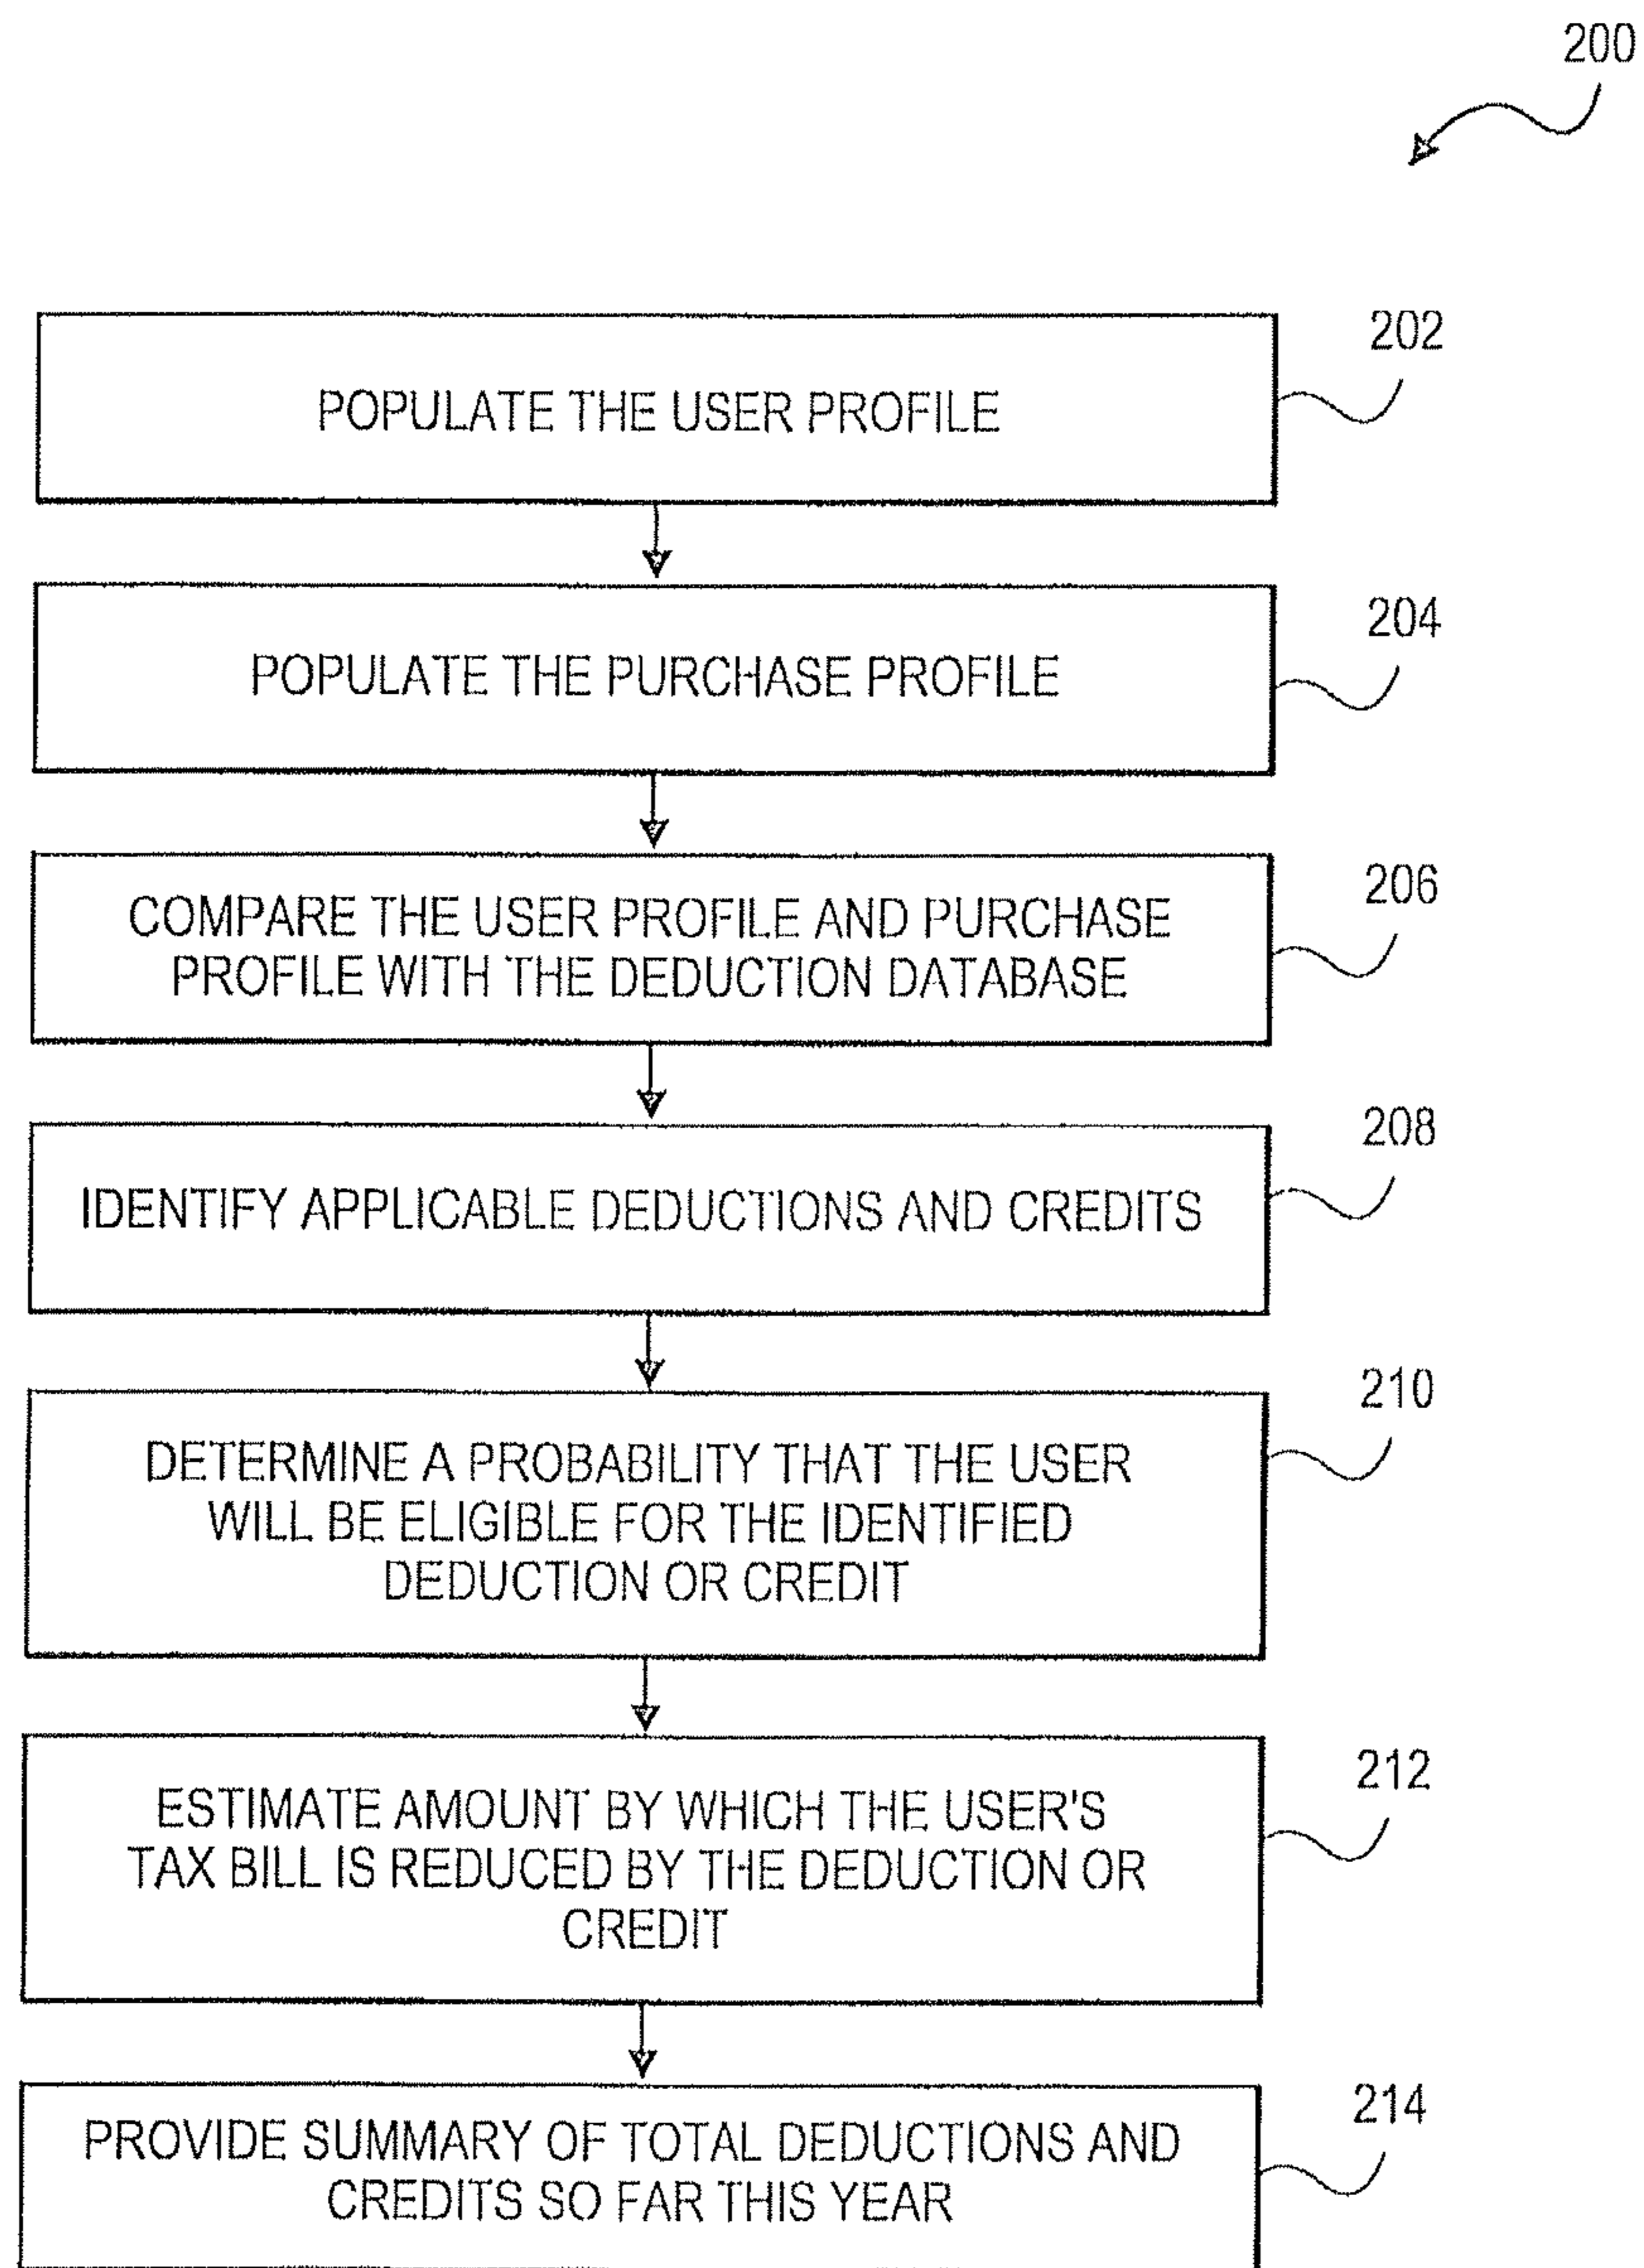 200
202
POPULATE THE USER PROFILE
204
POPULATE THE PURCHASE PROFILE
206
COMPARE THE USER PROFILE AND PURCHASE
PROFILE WITH THE DEDUCTION DATABASE
208
IDENTIFY APPLICABLE DEDUCTIONS AND CREDITS
210
DETERMINE A PROBABILITY THAT THE USER
WILL BE ELIGIBLE FOR THE IDENTIFIED
DEDUCTION OR CREDIT
212
ESTIMATE AMOUNT BY WHICH THE USER'S
TAX BILL IS REDUCED BY THE DEDUCTION OR
CREDIT
214
PROVIDE SUMMARY OF TOTAL DEDUCTIONS AND
CREDITS SO FAR THIS YEAR